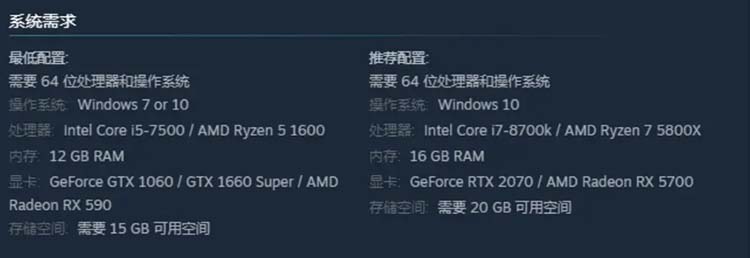 系统需求
最低配置:
需要 64 位处理器和操作系统
操作系统: Windows 7 or 10
处理器: Intel Core i5-7500 / AMD Ryzen 5 1600
内存: 12 GB RAM
显卡: GeForce GTX 1060 / GTX 1660 Super / AMD
Radeon RX 590
存储空间: 需要 15 GB 可用空间
推荐配置:
需要 64 位处理器和操作系统
操作系统: Windows 10
处理器: Intel Core i7-8700k / AMD Ryzen 7 5800X
内存: 16 GB RAM
显卡: GeForce RTX 2070 / AMD Radeon RX 5700
存储空间: 需要 20 GB 可用空间